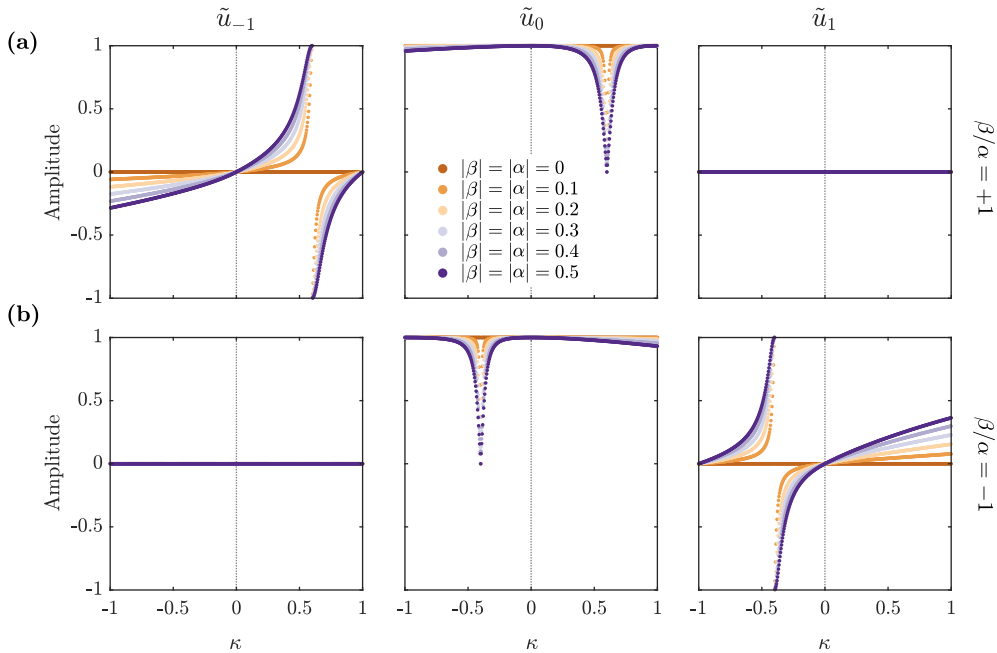 ũ₋₁ ũ₀ ũ₁
(a)
Amplitude
1
0.5
0
-0.5
-1
|β| = |α| = 0
|β| = |α| = 0.1
|β| = |α| = 0.2
|β| = |α| = 0.3
|β| = |α| = 0.4
|β| = |α| = 0.5
β/α = +1
(b)
Amplitude
1
0.5
0
-0.5
-1
β/α = −1
-1 -0.5 0 0.5 1 -1 -0.5 0 0.5 1 -1 -0.5 0 0.5 1
κ κ κ